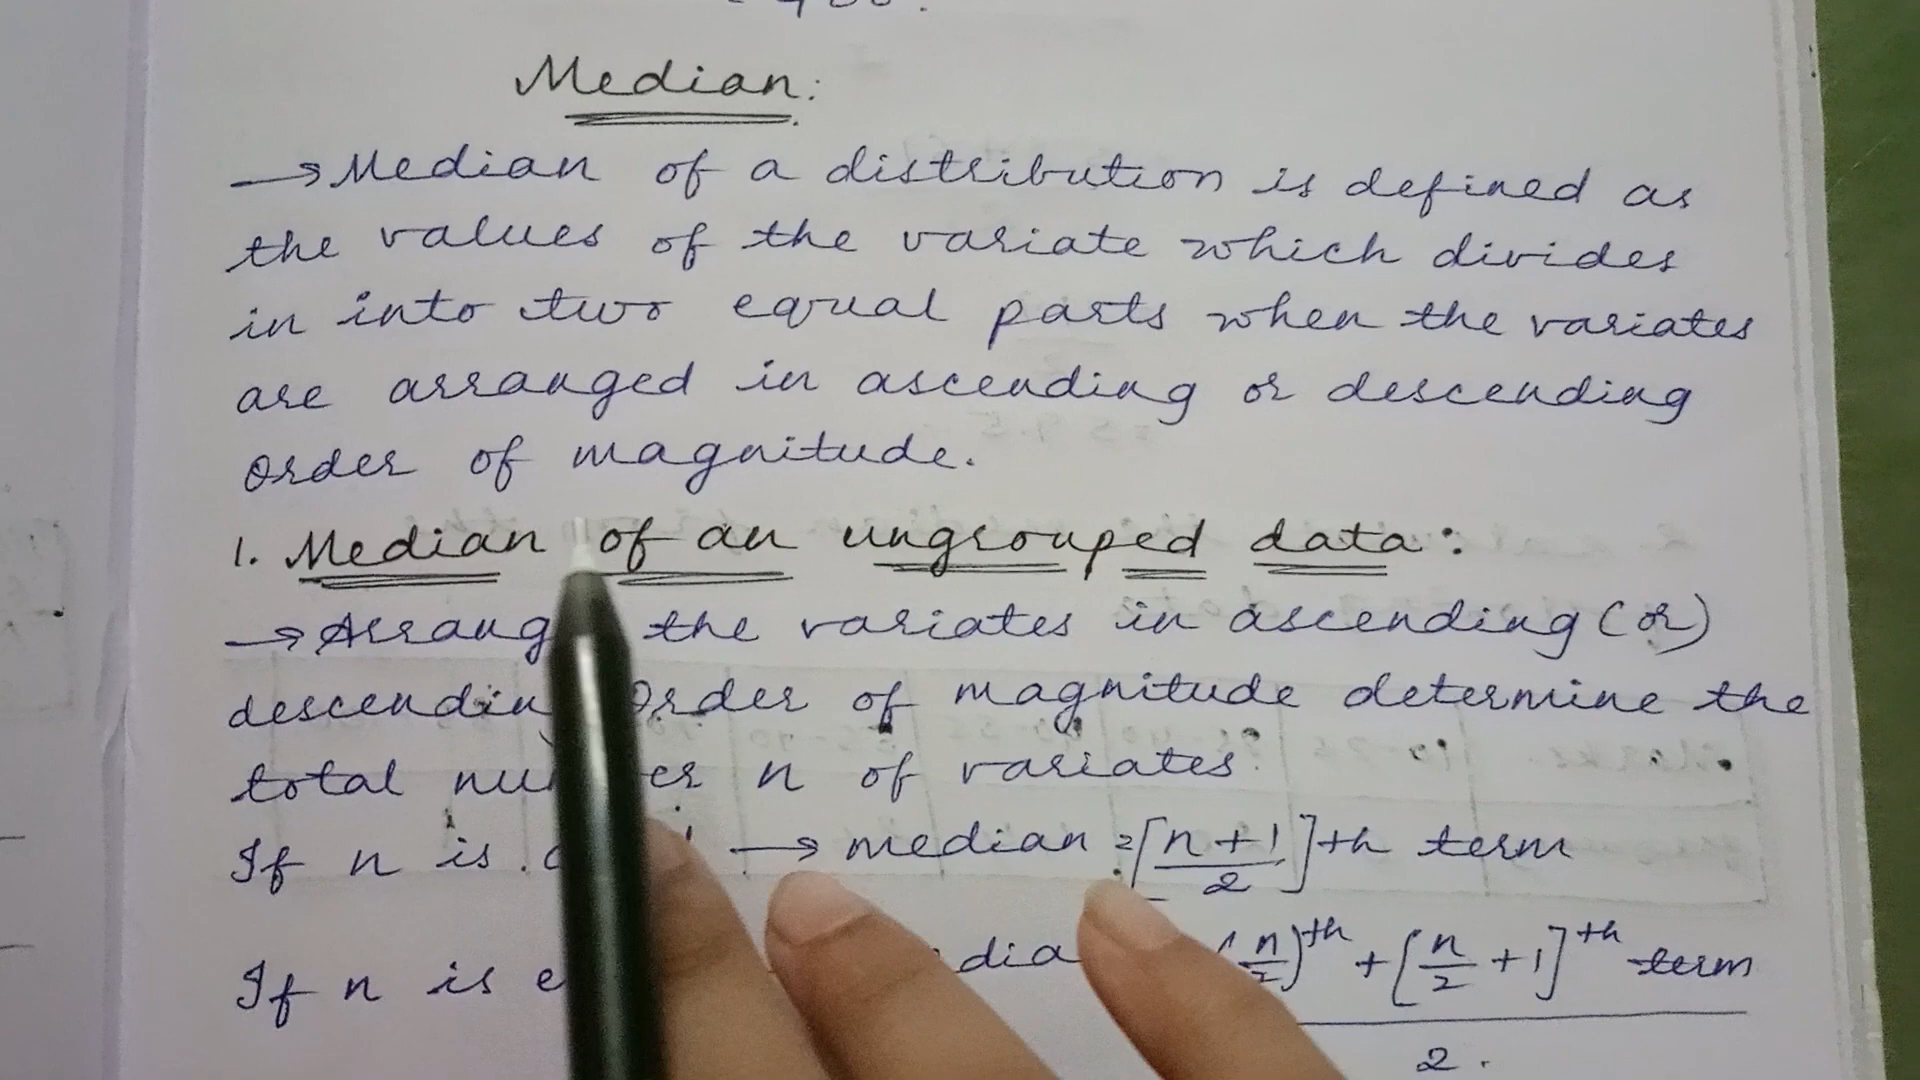 Median:
→ Median of a distribution is defined as
the values of the variate which divides
in into two equal parts when the variates
are arranged in ascending or descending
order of magnitude.
1. Median of an ungrouped data:
→ Arrang the variates in ascending (or)
descendin order of magnitude determine the
total n of variates
If n is → median = [n+1/2]th term
If n is (n/2)th + [n/2 + 1]th term
2.